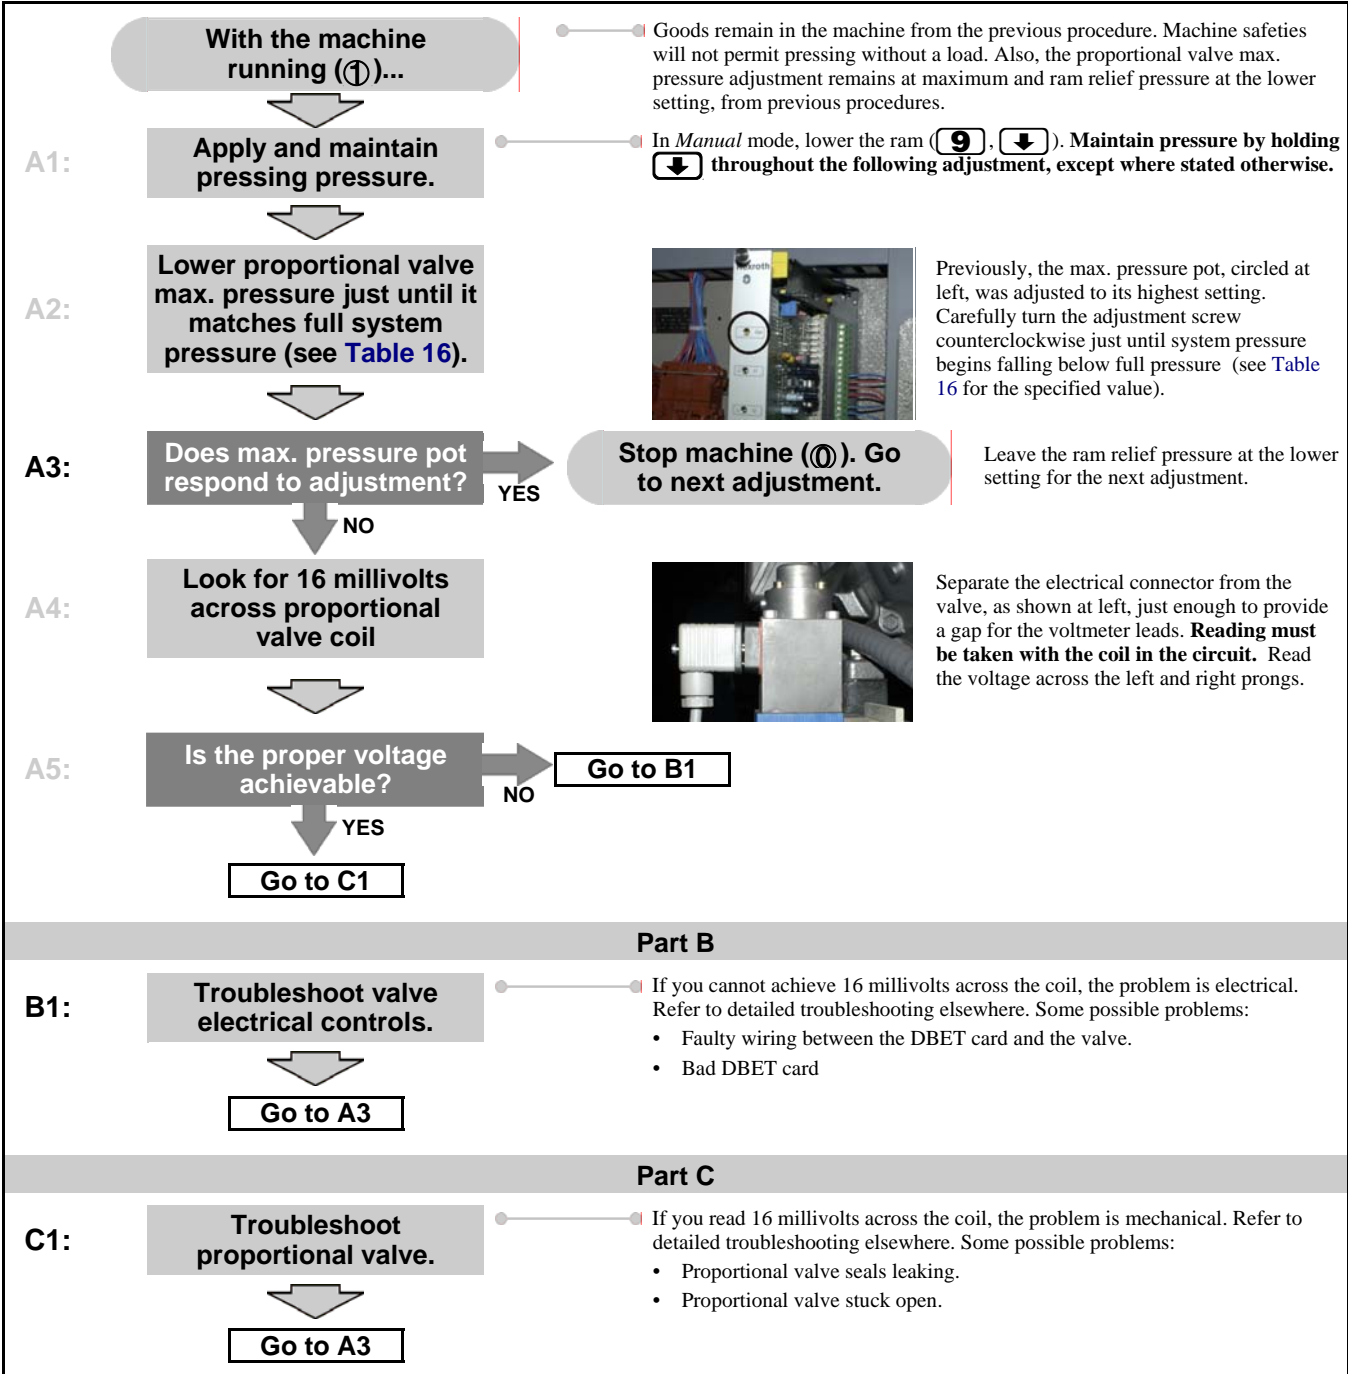 With the machine
running (1)...
Goods remain in the machine from the previous procedure. Machine safeties
will not permit pressing without a load. Also, the proportional valve max.
pressure adjustment remains at maximum and ram relief pressure at the lower
setting, from previous procedures.
A1:
Apply and maintain
pressing pressure.
In Manual mode, lower the ram (9, ↓). Maintain pressure by holding
↓ throughout the following adjustment, except where stated otherwise.
A2:
Lower proportional valve
max. pressure just until it
matches full system
pressure (see Table 16).
rexroth
Previously, the max. pressure pot, circled at
left, was adjusted to its highest setting.
Carefully turn the adjustment screw
counterclockwise just until system pressure
begins falling below full pressure (see Table
16 for the specified value).
A3:
Does max. pressure pot
respond to adjustment?
YES
Stop machine (0). Go
to next adjustment.
Leave the ram relief pressure at the lower
setting for the next adjustment.
NO
A4:
Look for 16 millivolts
across proportional
valve coil
Separate the electrical connector from the
valve, as shown at left, just enough to provide
a gap for the voltmeter leads. Reading must
be taken with the coil in the circuit. Read
the voltage across the left and right prongs.
A5:
Is the proper voltage
achievable?
NO
Go to B1
YES
Go to C1
Part B
B1:
Troubleshoot valve
electrical controls.
If you cannot achieve 16 millivolts across the coil, the problem is electrical.
Refer to detailed troubleshooting elsewhere. Some possible problems:
• Faulty wiring between the DBET card and the valve.
• Bad DBET card
Go to A3
Part C
C1:
Troubleshoot
proportional valve.
If you read 16 millivolts across the coil, the problem is mechanical. Refer to
detailed troubleshooting elsewhere. Some possible problems:
• Proportional valve seals leaking.
• Proportional valve stuck open.
Go to A3